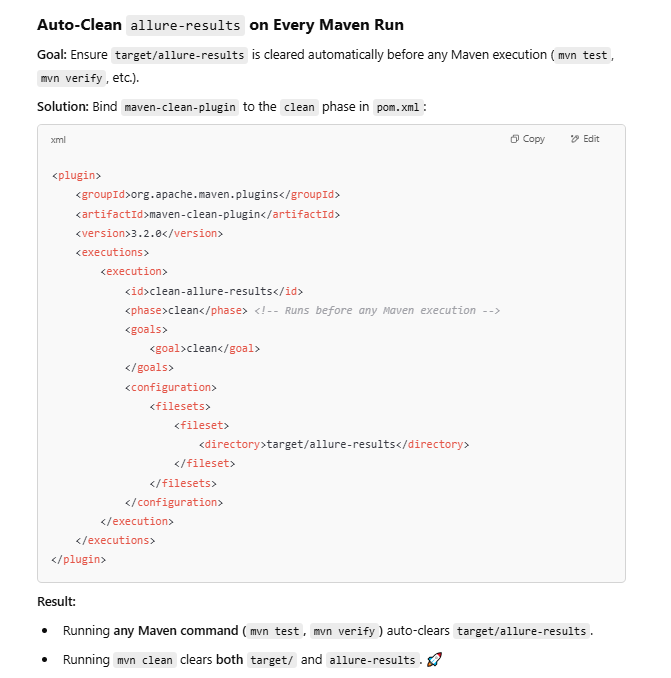 Auto-Clean allure-results on Every Maven Run
Goal: Ensure target/allure-results is cleared automatically before any Maven execution ( mvn test ,
mvn verify , etc.).
Solution: Bind maven-clean-plugin to the clean phase in pom.xml :
xml Copy Edit
<plugin>
    <groupId>org.apache.maven.plugins</groupId>
    <artifactId>maven-clean-plugin</artifactId>
    <version>3.2.0</version>
    <executions>
        <execution>
            <id>clean-allure-results</id>
            <phase>clean</phase> <!-- Runs before any Maven execution -->
            <goals>
                <goal>clean</goal>
            </goals>
            <configuration>
                <filesets>
                    <fileset>
                        <directory>target/allure-results</directory>
                    </fileset>
                </filesets>
            </configuration>
        </execution>
    </executions>
</plugin>
Result:
• Running any Maven command ( mvn test , mvn verify ) auto-clears target/allure-results .
• Running mvn clean clears both target/ and allure-results . 🚀